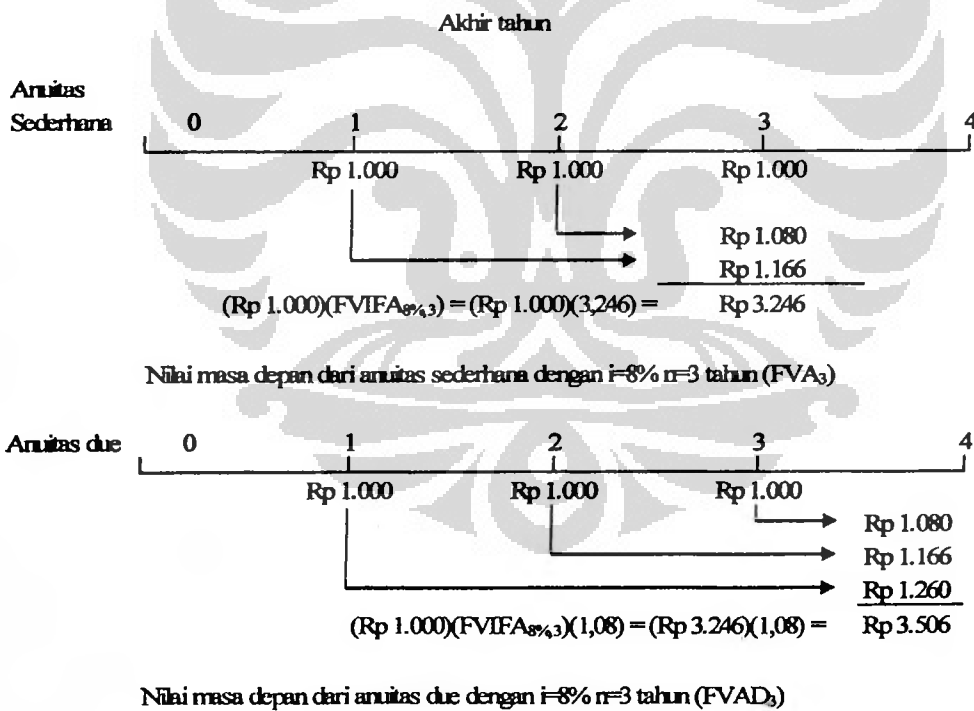 Akhir tahun
Anuitas
Sederhana 0 1 2 3 4
Rp 1.000 Rp 1.000 Rp 1.000
Rp 1.080
Rp 1.166
(Rp 1.000)(FVIFA8%,3) = (Rp 1.000)(3,246) = Rp 3.246
Nilai masa depan dari anuitas sederhana dengan i=8% n=3 tahun (FVA3)
Anuitas due 0 1 2 3 4
Rp 1.000 Rp 1.000 Rp 1.000
Rp 1.080
Rp 1.166
Rp 1.260
(Rp 1.000)(FVIFA8%,3)(1,08) = (Rp 3.246)(1,08) = Rp 3.506
Nilai masa depan dari anuitas due dengan i=8% n=3 tahun (FVAD3)